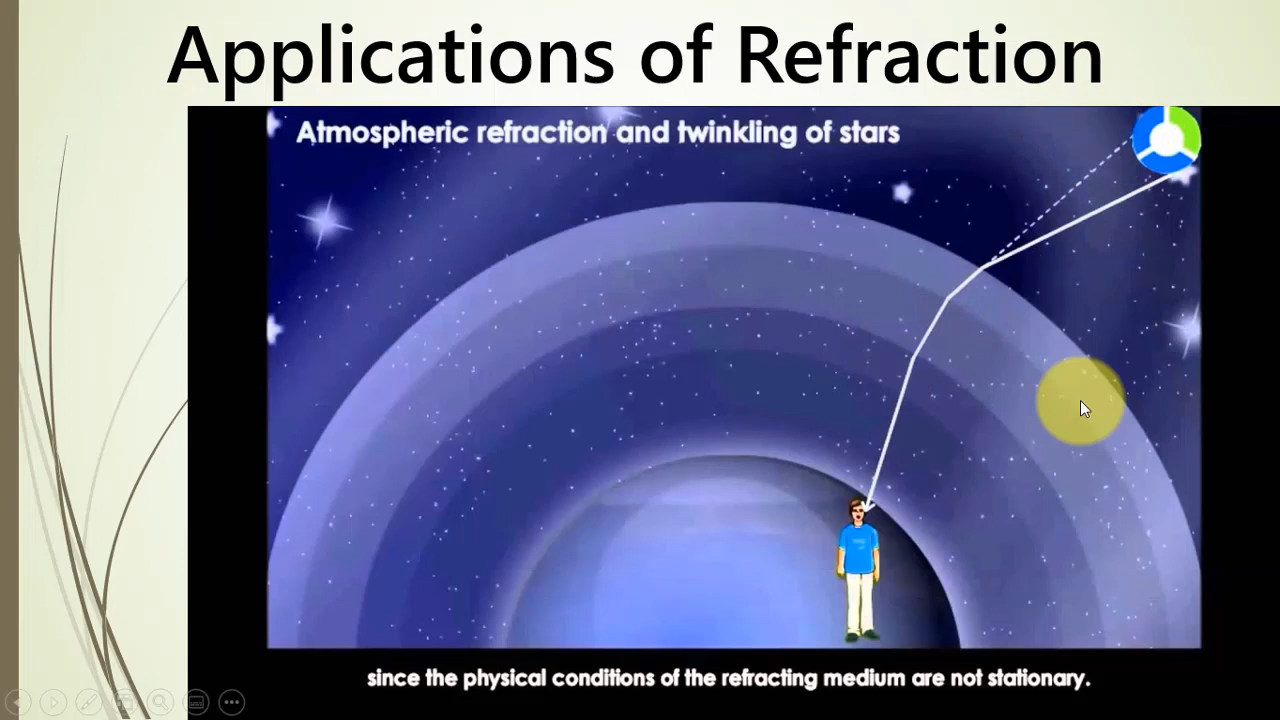 Applications of Refraction
Atmospheric refraction and twinkling of stars
since the physical conditions of the refracting medium are not stationary.